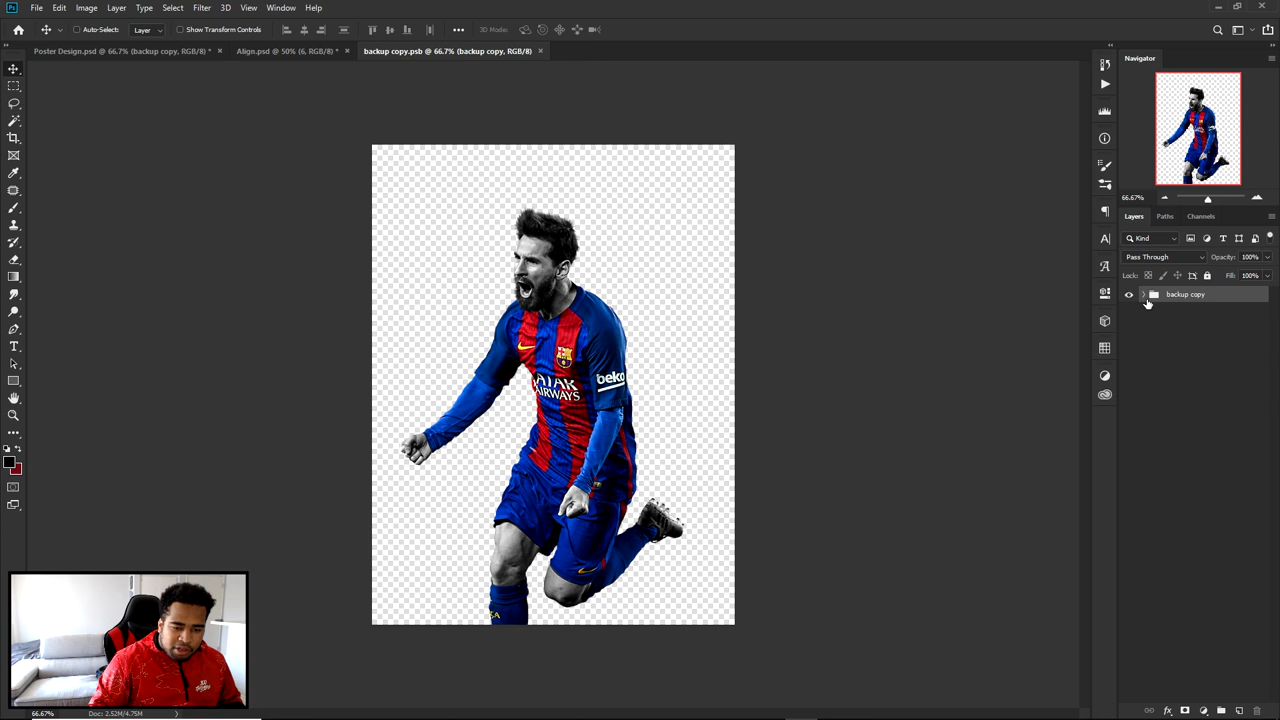 Ps File Edit Image Layer Type Select Filter 3D View Window Help
Auto-Select: Layer Show Transform Controls 3D Mode:
Poster Design.psd @ 66.7% (backup copy, RGB/8) * × Align.psd @ 50% (6, RGB/8) * × backup copy.psb @ 66.7% (backup copy, RGB/8) ×
Navigator
66.67%
Layers Paths Channels
Kind
Pass Through Opacity: 100%
Lock: Fill: 100%
backup copy
beko
QATAR
AIRWAYS
66.67% Doc: 2.52M/4.75M